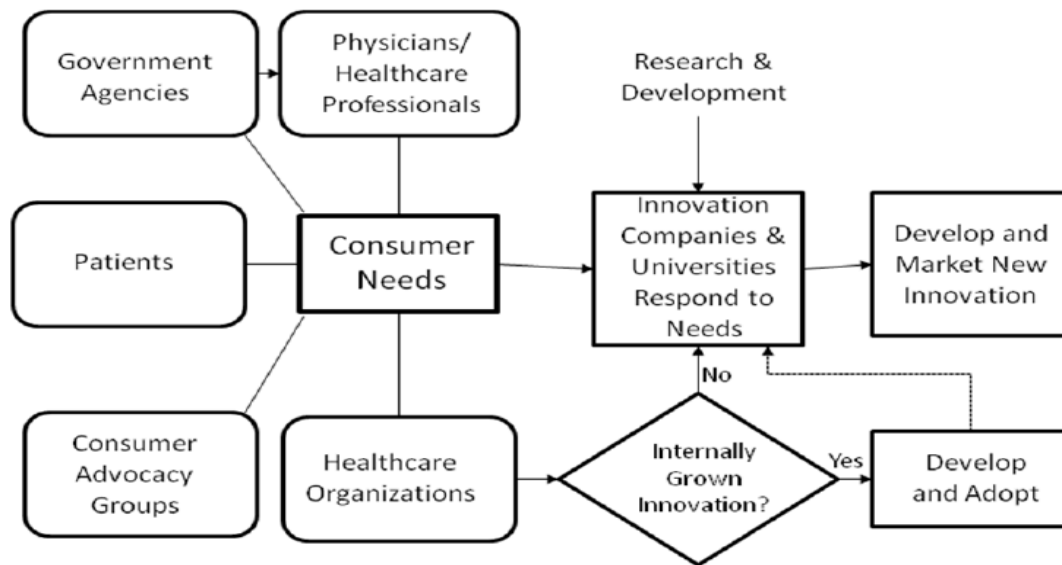 Government
Agencies
Physicians/
Healthcare
Professionals
Research &
Development
Patients
Consumer
Needs
Innovation
Companies &
Universities
Respond to
Needs
Develop and
Market New
Innovation
No
Consumer
Advocacy
Groups
Healthcare
Organizations
Internally
Grown
Innovation?
Yes
Develop
and Adopt